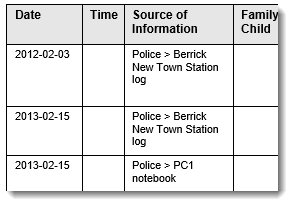 Date Time Source of Information Family Child
2012-02-03 Police > Berrick
New Town Station
log
2013-02-15 Police > Berrick
New Town Station
log
2013-02-15 Police > PC1
notebook